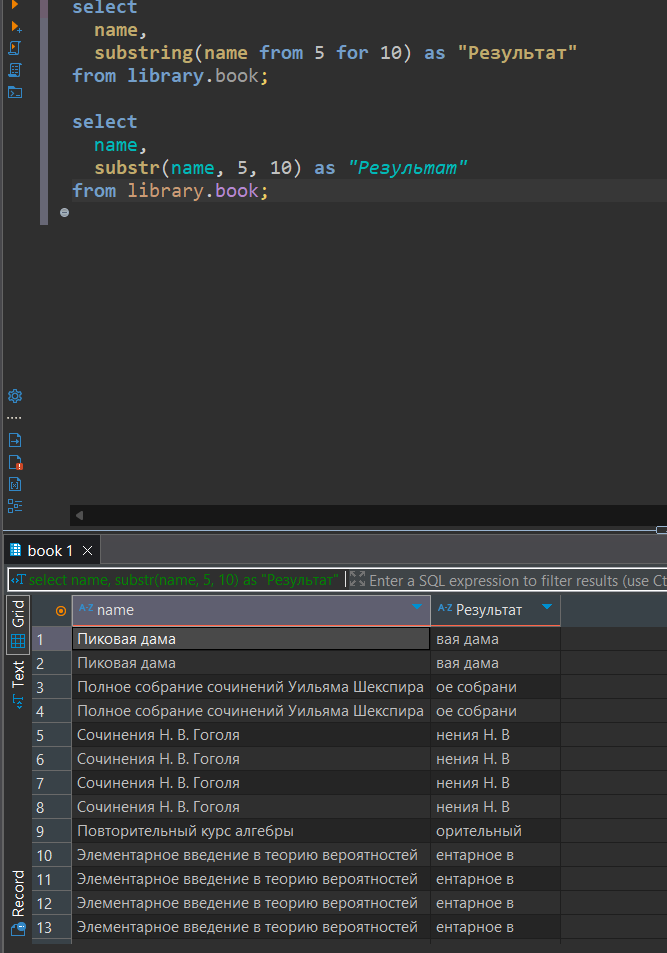 select
name,
substring(name from 5 for 10) as "Результат"
from library.book;
select
name,
substr(name, 5, 10) as "Результат"
from library.book;
book 1
select name, substr(name, 5, 10) as "Результат" Enter a SQL expression to filter results (use Ct
Grid
Text
Record
A-Z name A-Z Результат
1 Пиковая дама вая дама
2 Пиковая дама вая дама
3 Полное собрание сочинений Уильяма Шекспира ое собрани
4 Полное собрание сочинений Уильяма Шекспира ое собрани
5 Сочинения Н. В. Гоголя нения Н. В
6 Сочинения Н. В. Гоголя нения Н. В
7 Сочинения Н. В. Гоголя нения Н. В
8 Сочинения Н. В. Гоголя нения Н. В
9 Повторительный курс алгебры орительный
10 Элементарное введение в теорию вероятностей ентарное в
11 Элементарное введение в теорию вероятностей ентарное в
12 Элементарное введение в теорию вероятностей ентарное в
13 Элементарное введение в теорию вероятностей ентарное в